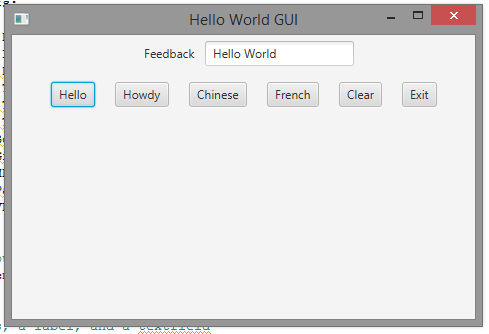 Hello World GUI
Feedback Hello World
Hello Howdy Chinese French Clear Exit
, a label, and a textfield